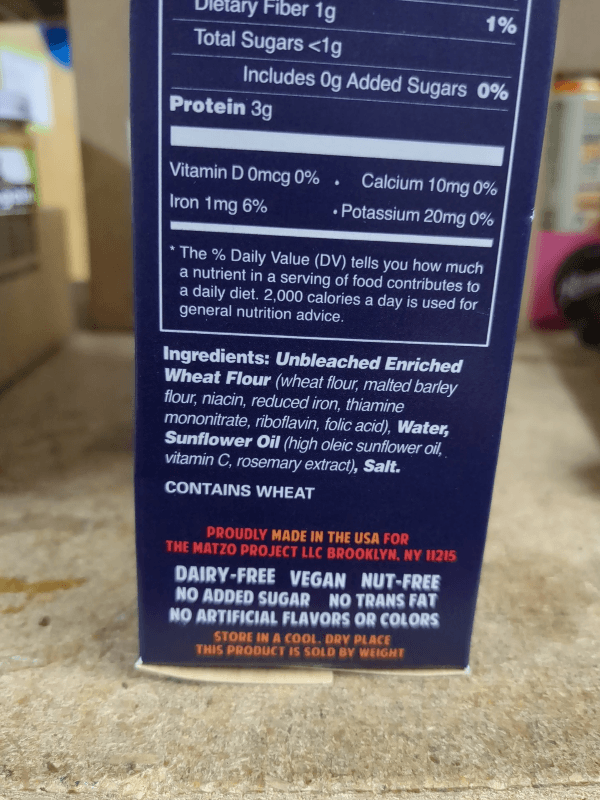 Dietary Fiber 1g 1%
Total Sugars <1g
Includes 0g Added Sugars 0%
Protein 3g
Vitamin D 0mcg 0% • Calcium 10mg 0%
Iron 1mg 6% • Potassium 20mg 0%
* The % Daily Value (DV) tells you how much
a nutrient in a serving of food contributes to
a daily diet. 2,000 calories a day is used for
general nutrition advice.
Ingredients: Unbleached Enriched
Wheat Flour (wheat flour, malted barley
flour, niacin, reduced iron, thiamine
mononitrate, riboflavin, folic acid), Water,
Sunflower Oil (high oleic sunflower oil,
vitamin C, rosemary extract), Salt.
CONTAINS WHEAT
PROUDLY MADE IN THE USA FOR
THE MATZO PROJECT LLC BROOKLYN, NY 11215
DAIRY-FREE VEGAN NUT-FREE
NO ADDED SUGAR NO TRANS FAT
NO ARTIFICIAL FLAVORS OR COLORS
STORE IN A COOL, DRY PLACE
THIS PRODUCT IS SOLD BY WEIGHT